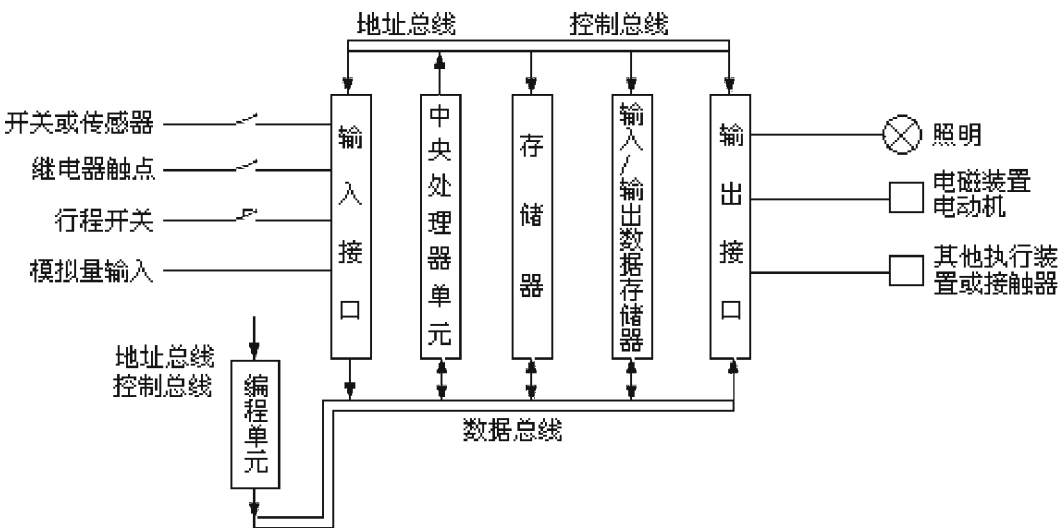 地址总线
控制总线
开关或传感器
继电器触点
行程开关
模拟量输入
输入接口
中央处理器单元
存储器
输入/输出数据存储器
输出接口
照明
电磁装置
电动机
其他执行装
置或接触器
地址总线
控制总线
编程单元
数据总线